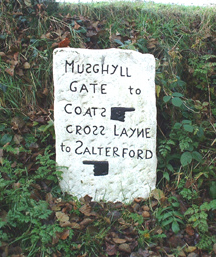 MUSGHYLL
GATE to
COATS
CROSS LAYNE
to SALTERFORD